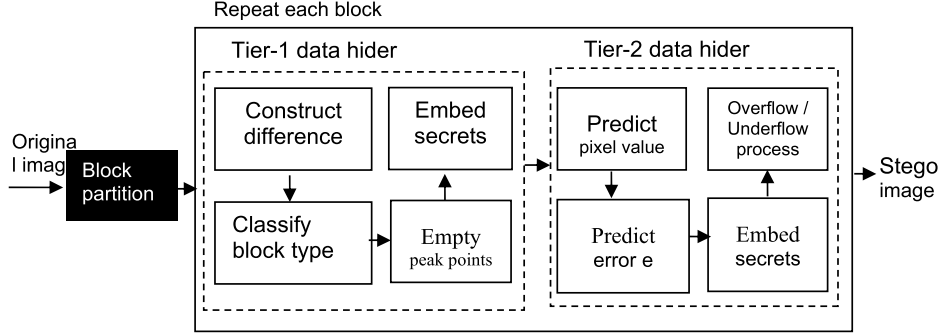 Repeat each block
Tier-1 data hider
Tier-2 data hider
Origina
l imag
Block
partition
Construct
difference
Embed
secrets
Classify
block type
Empty
peak points
Predict
pixel value
Overflow /
Underflow
process
Predict
error e
Embed
secrets
Stego
image